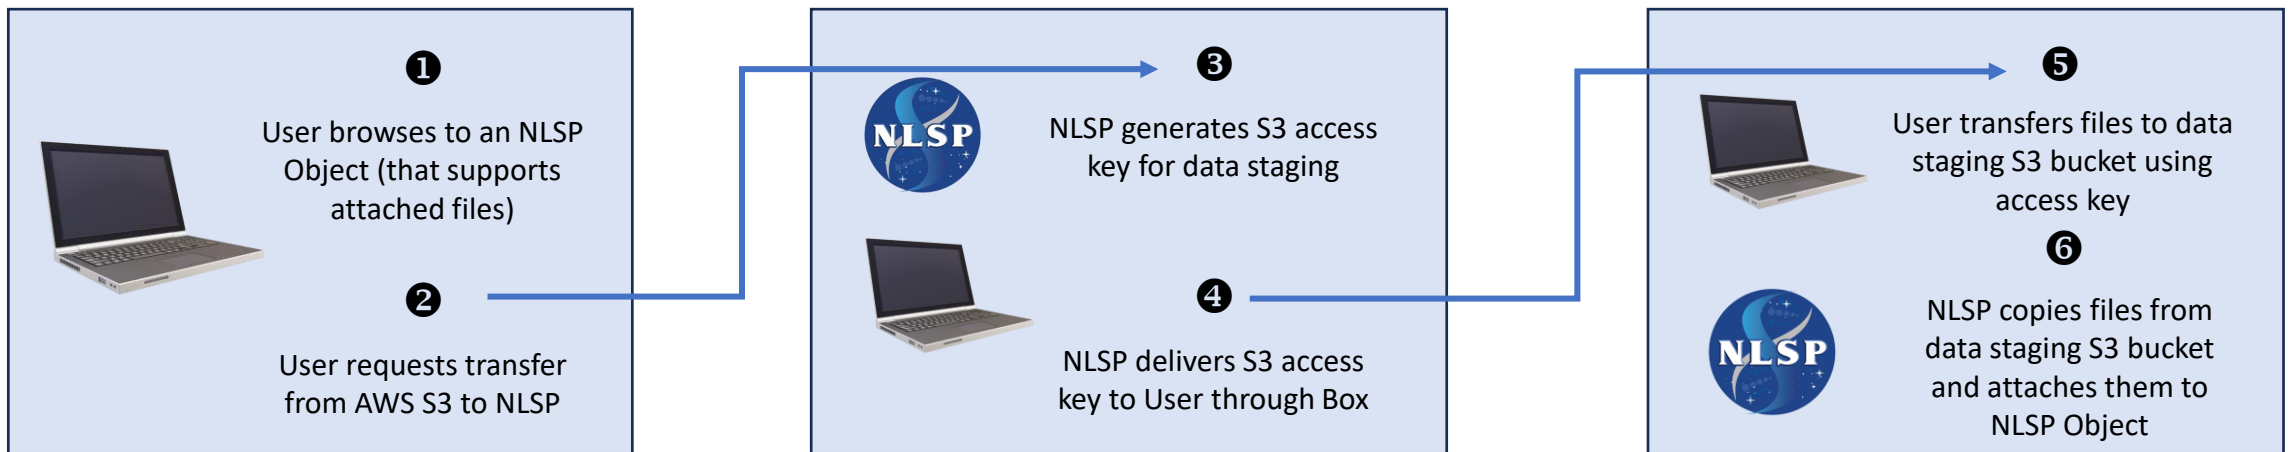 ❶
User browses to an NLSP
Object (that supports
attached files)
❷
User requests transfer
from AWS S3 to NLSP
❸
NLSP
NLSP generates S3 access
key for data staging
❹
NLSP delivers S3 access
key to User through Box
❺
User transfers files to data
staging S3 bucket using
access key
❻
NLSP
NLSP copies files from
data staging S3 bucket
and attaches them to
NLSP Object